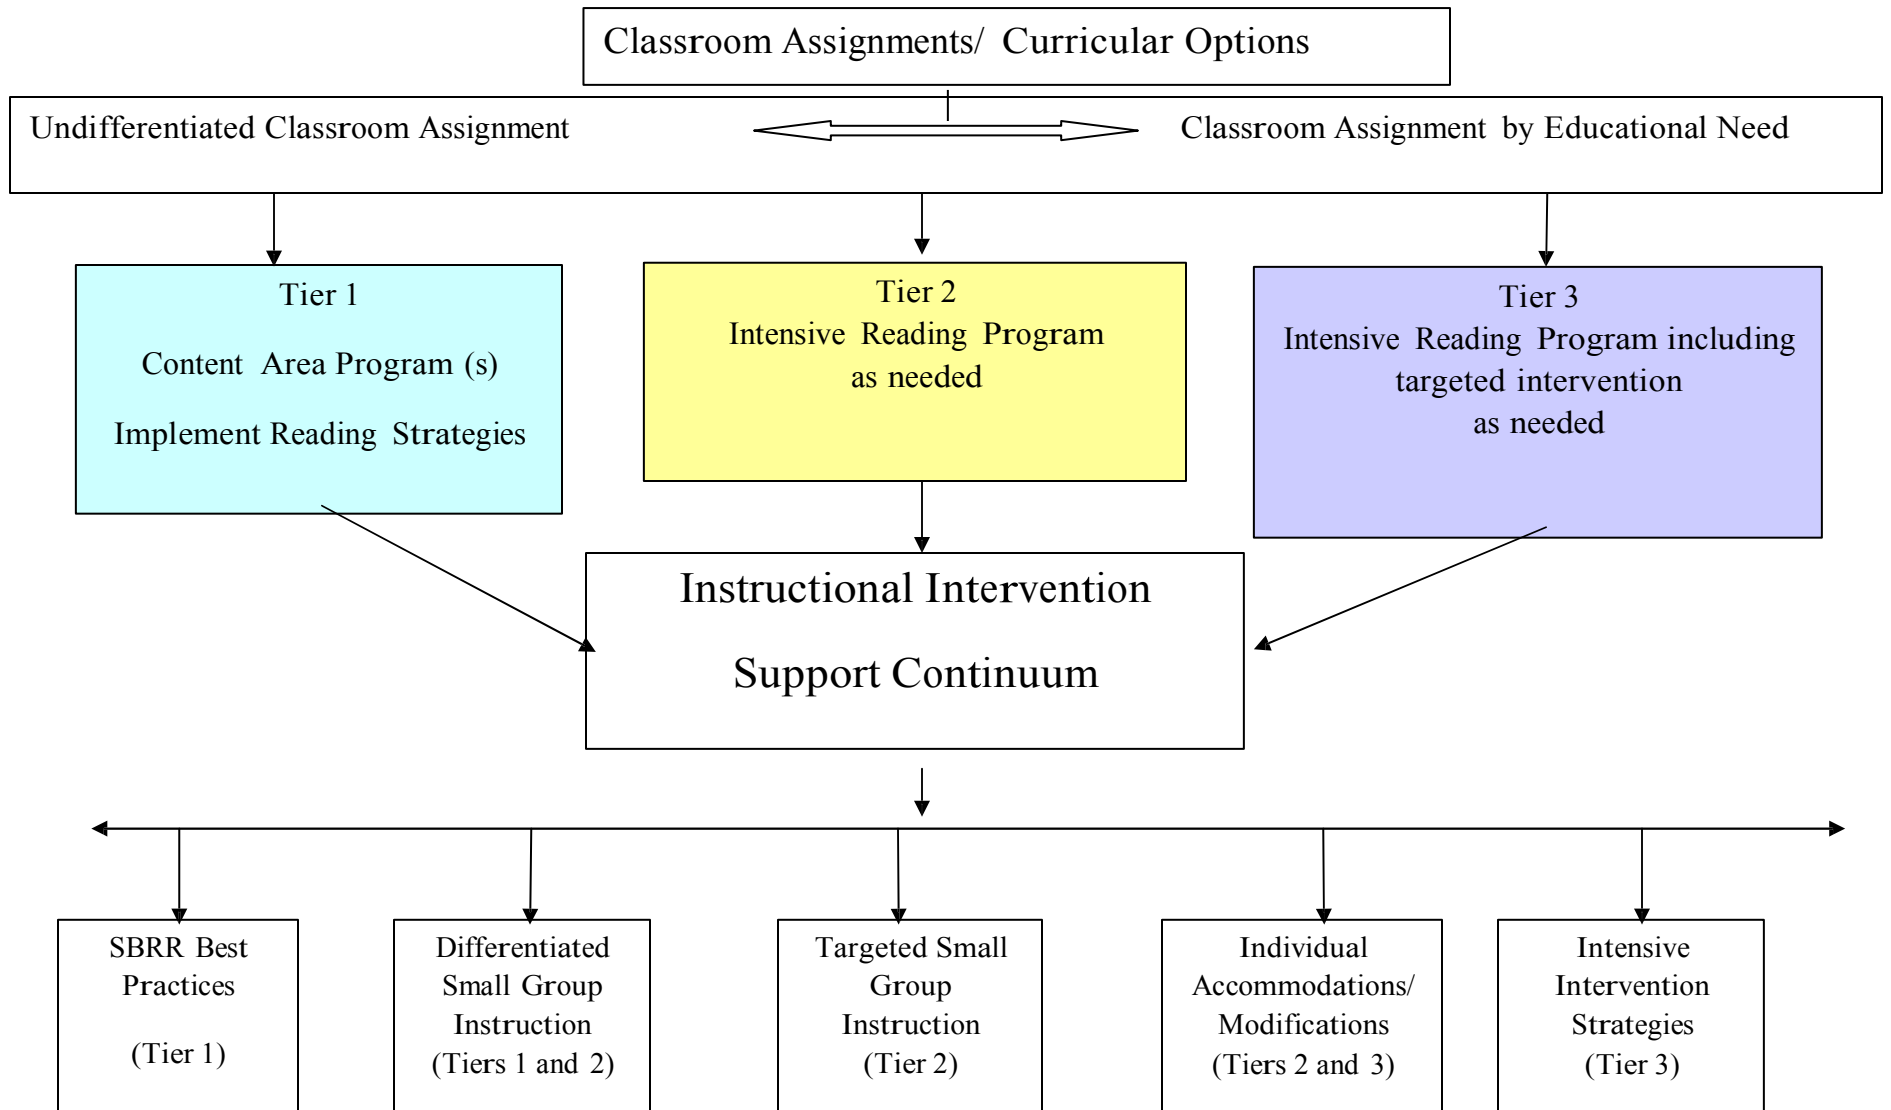 Classroom Assignments/ Curricular Options
Undifferentiated Classroom Assignment
Classroom Assignment by Educational Need
Tier 1
Content Area Program (s)
Implement Reading Strategies
Tier 2
Intensive Reading Program
as needed
Tier 3
Intensive Reading Program including
targeted intervention
as needed
Instructional Intervention
Support Continuum
SBRR Best
Practices
(Tier 1)
Differentiated
Small Group
Instruction
(Tiers 1 and 2)
Targeted Small
Group
Instruction
(Tier 2)
Individual
Accommodations/
Modifications
(Tiers 2 and 3)
Intensive
Intervention
Strategies
(Tier 3)